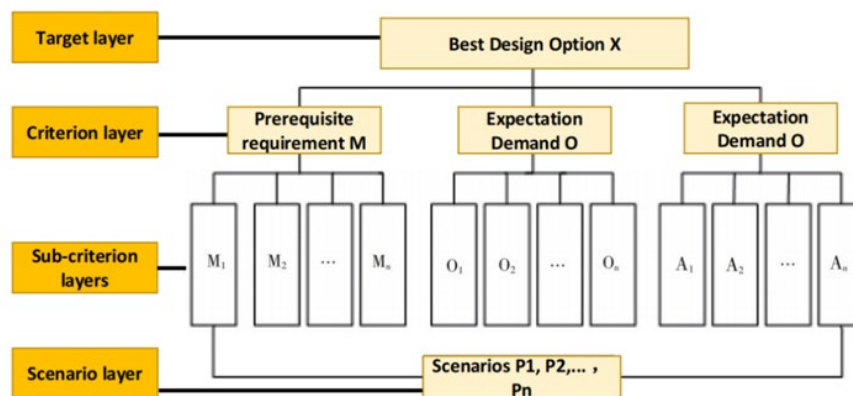 Target layer
Best Design Option X
Criterion layer
Prerequisite
requirement M
Expectation
Demand O
Expectation
Demand O
Sub-criterion
layers
M₁
M₂
...
Mₙ
O₁
O₂
...
Oₙ
A₁
A₂
...
Aₙ
Scenario layer
Scenarios P1, P2,... ，
Pn